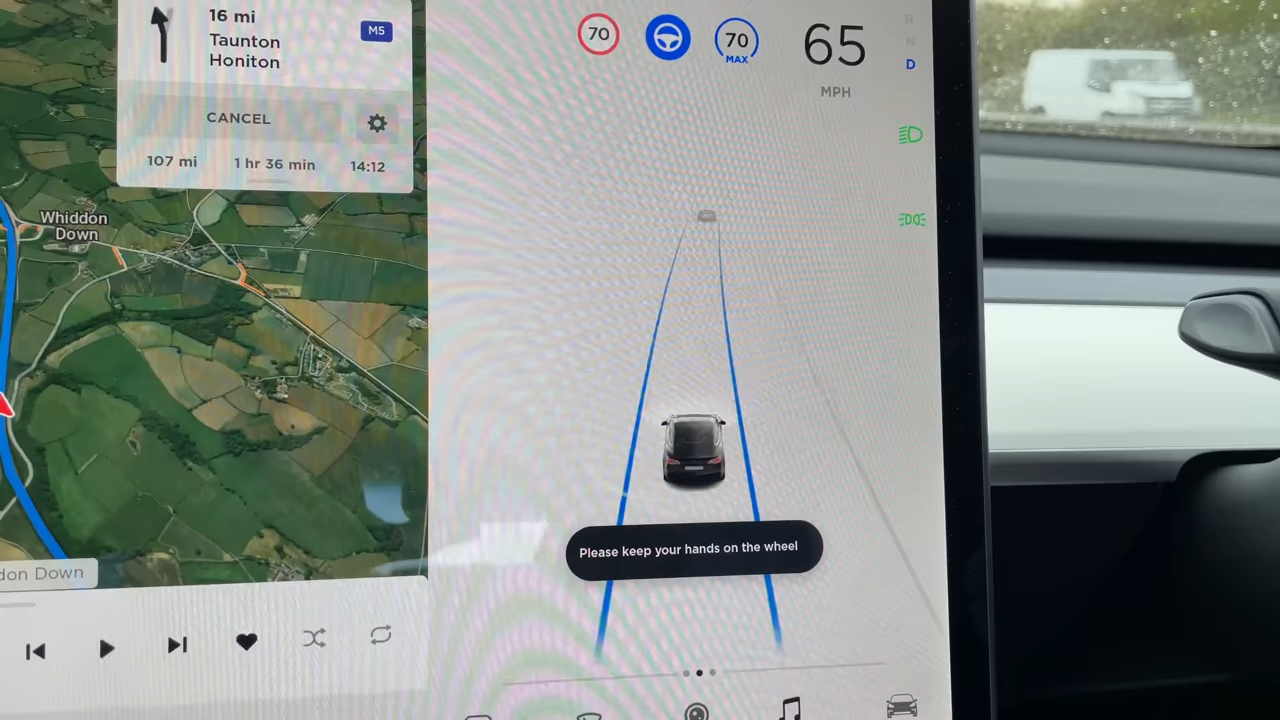 16 mi
Taunton
Honiton
M5
CANCEL
107 mi
1 hr 36 min
14:12
Whiddon
Down
don Down
70
70
MAX
65
MPH
R
N
D
Please keep your hands on the wheel